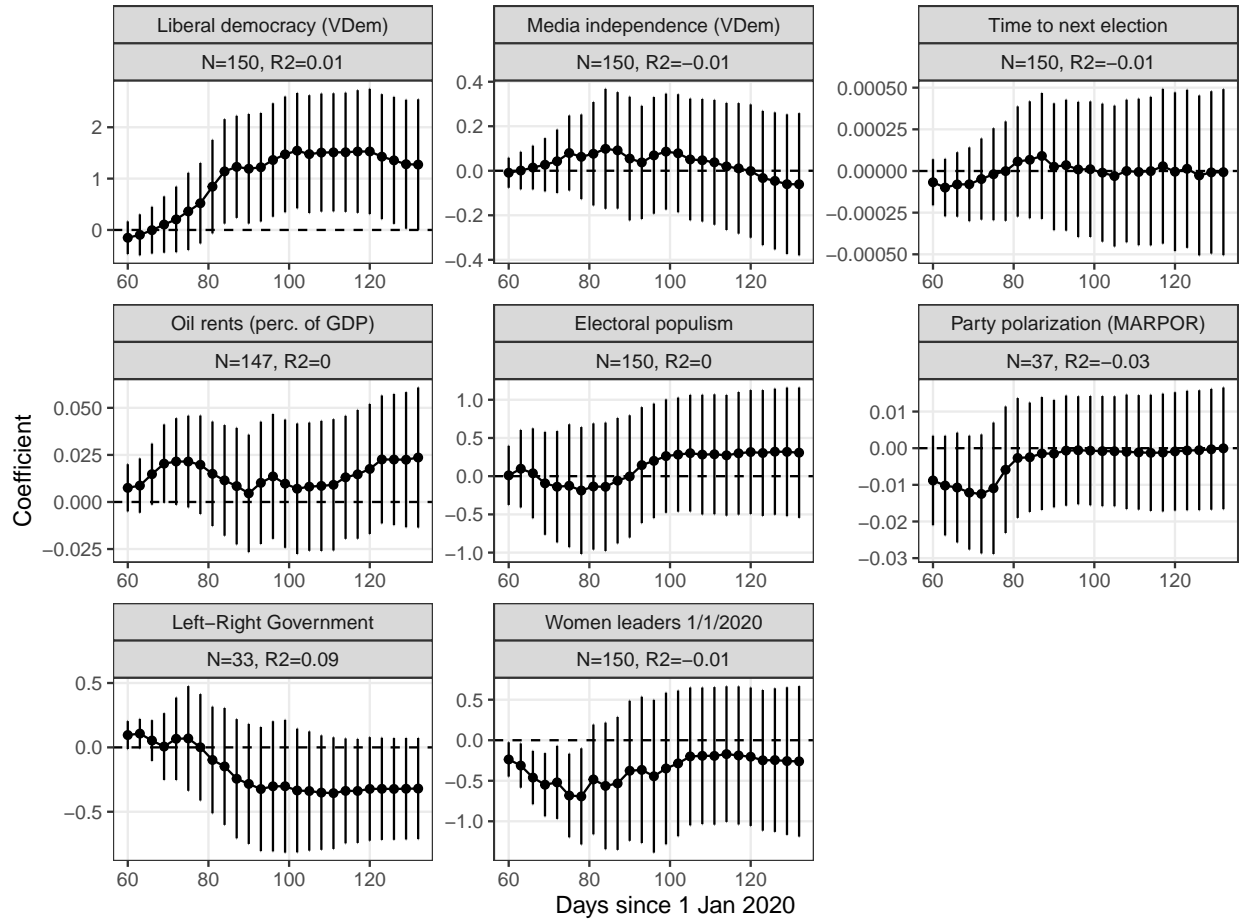 Liberal democracy (VDem)
N=150, R2=0.01
2
1
0
60 80 100 120
Media independence (VDem)
N=150, R2=−0.01
0.4
0.2
0.0
−0.2
−0.4
60 80 100 120
Time to next election
N=150, R2=−0.01
0.00050
0.00025
0.00000
−0.00025
−0.00050
60 80 100 120
Oil rents (perc. of GDP)
N=147, R2=0
0.050
0.025
0.000
−0.025
60 80 100 120
Electoral populism
N=150, R2=0
1.0
0.5
0.0
−0.5
−1.0
60 80 100 120
Party polarization (MARPOR)
N=37, R2=−0.03
0.01
0.00
−0.01
−0.02
−0.03
60 80 100 120
Left−Right Government
N=33, R2=0.09
0.5
0.0
−0.5
60 80 100 120
Women leaders 1/1/2020
N=150, R2=−0.01
0.5
0.0
−0.5
−1.0
60 80 100 120
Coefficient
Days since 1 Jan 2020